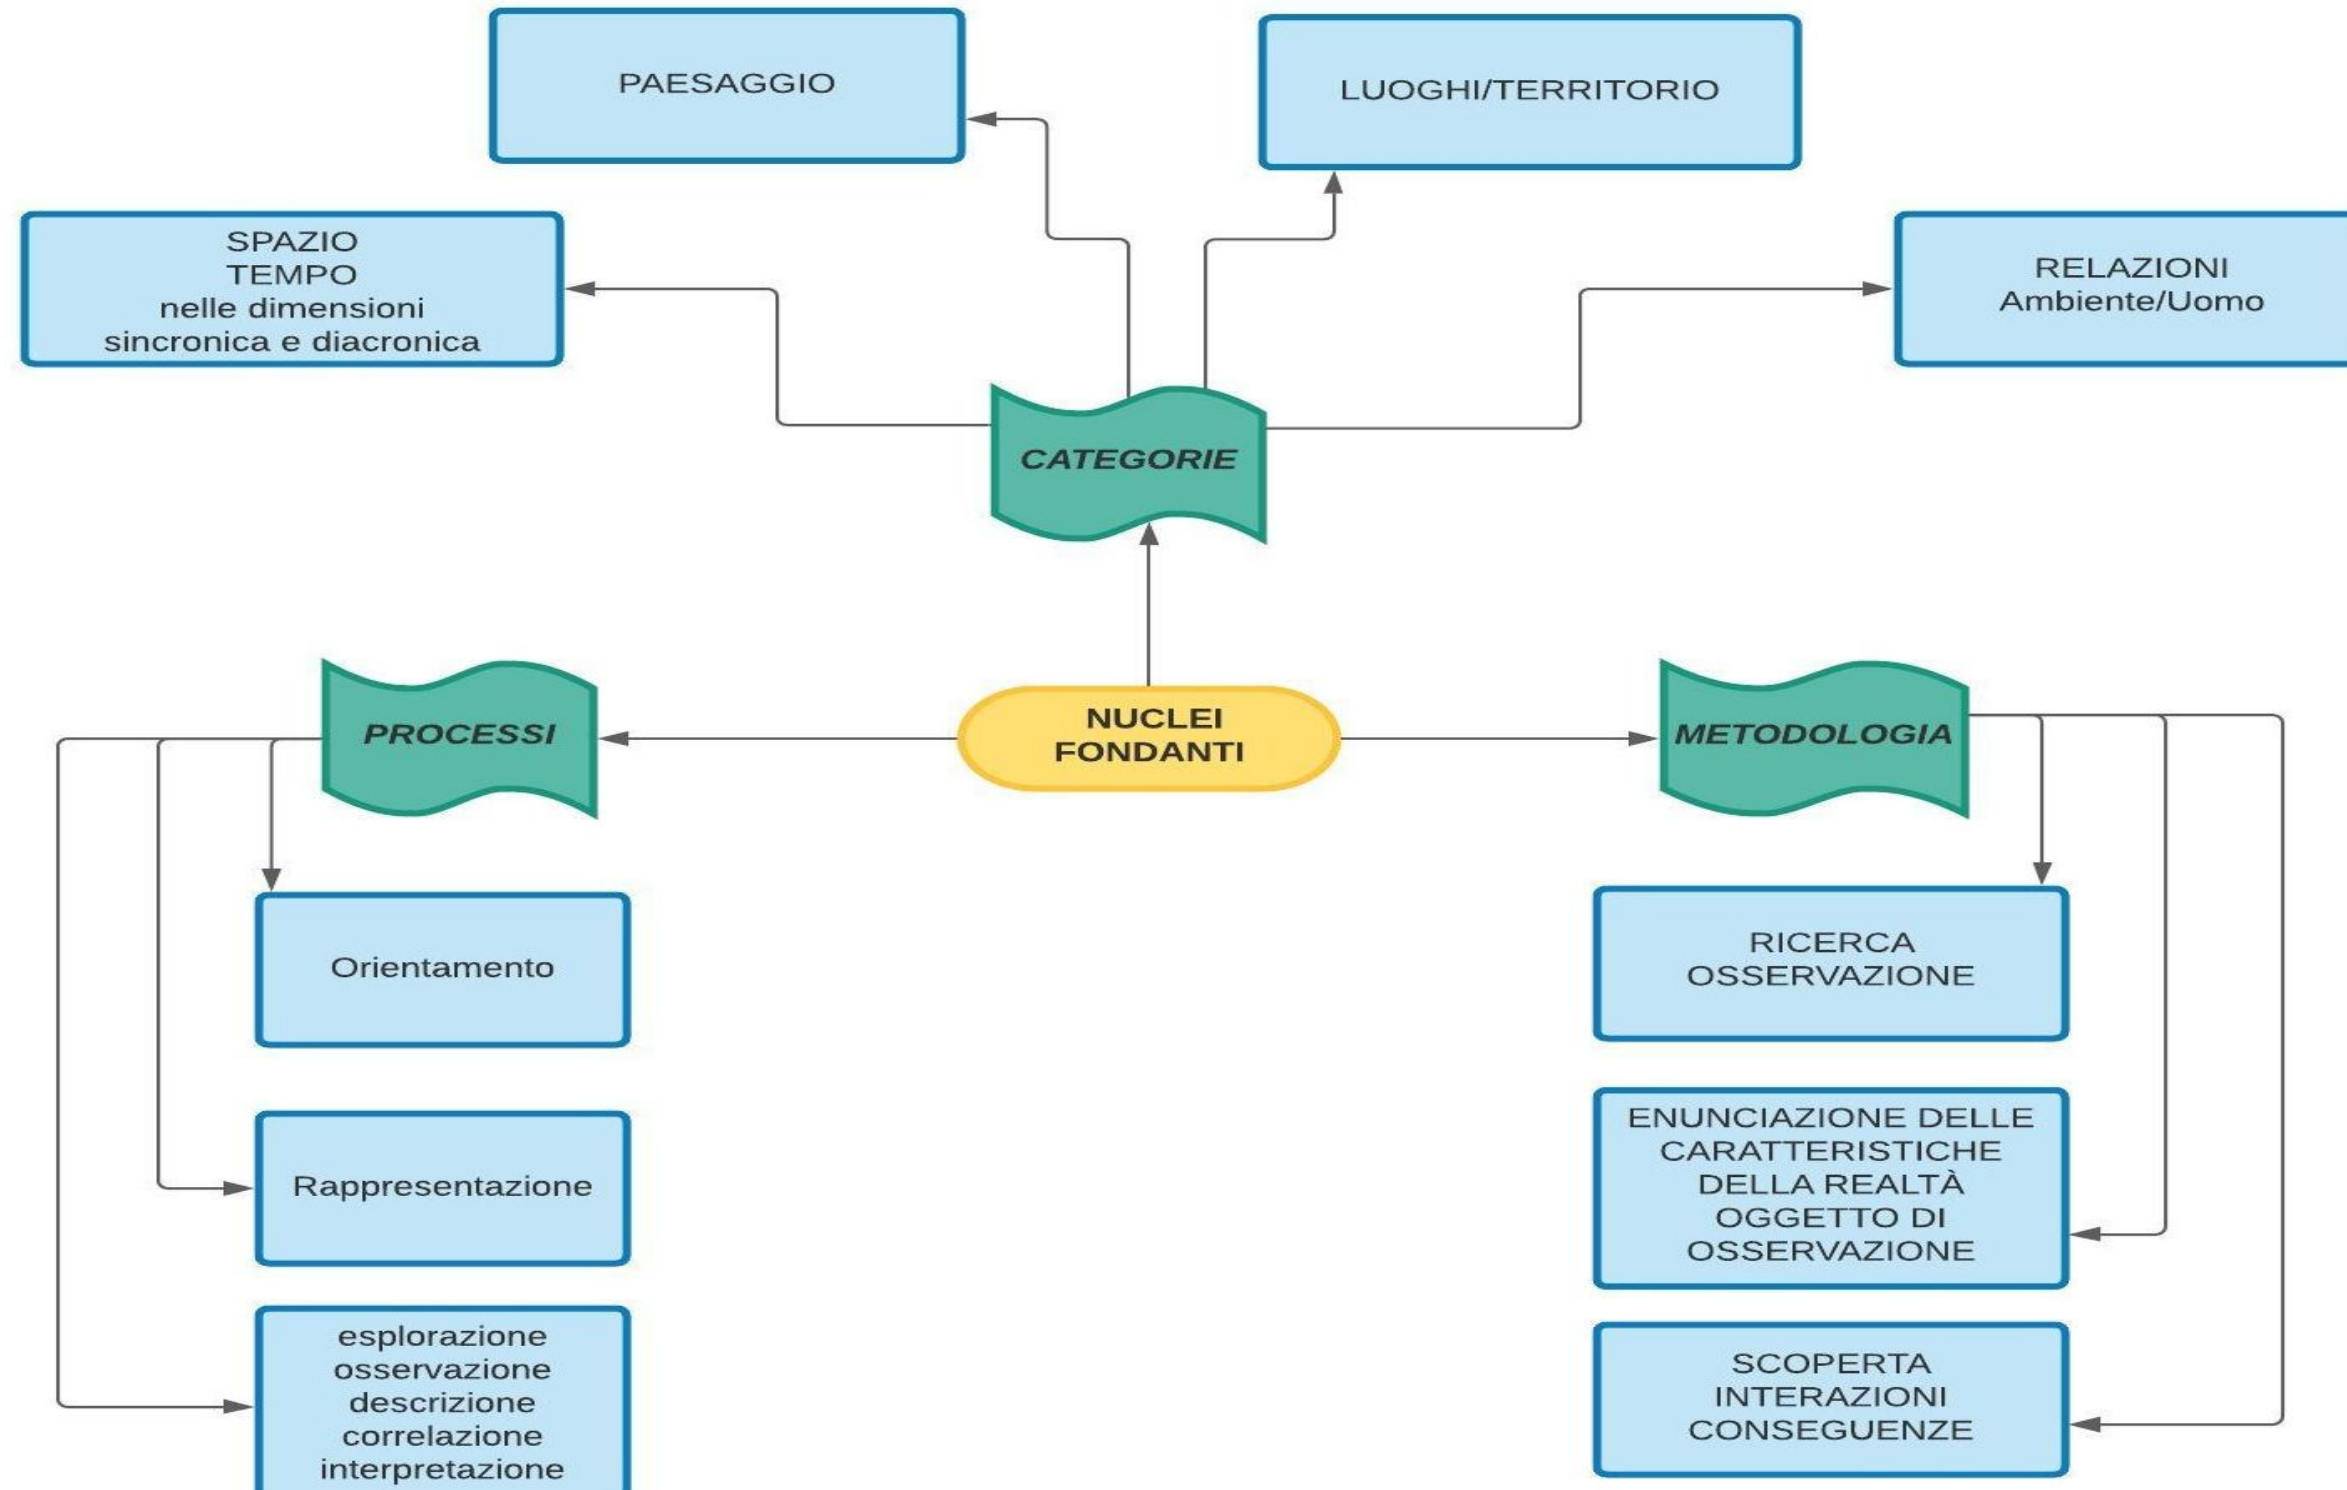 PAESAGGIO
LUOGHI/TERRITORIO
SPAZIO
TEMPO
nelle dimensioni
sincronica e diacronica
RELAZIONI
Ambiente/Uomo
CATEGORIE
PROCESSI
NUCLEI
FONDANTI
METODOLOGIA
Orientamento
Rappresentazione
esplorazione
osservazione
descrizione
correlazione
interpretazione
RICERCA
OSSERVAZIONE
ENUNCIAZIONE DELLE
CARATTERISTICHE
DELLA REALTÀ
OGGETTO DI
OSSERVAZIONE
SCOPERTA
INTERAZIONI
CONSEGUENZE